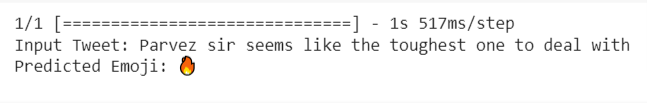 1/1 [==============================] - 1s 517ms/step
Input Tweet: Parvez sir seems like the toughest one to deal with
Predicted Emoji: 🔥